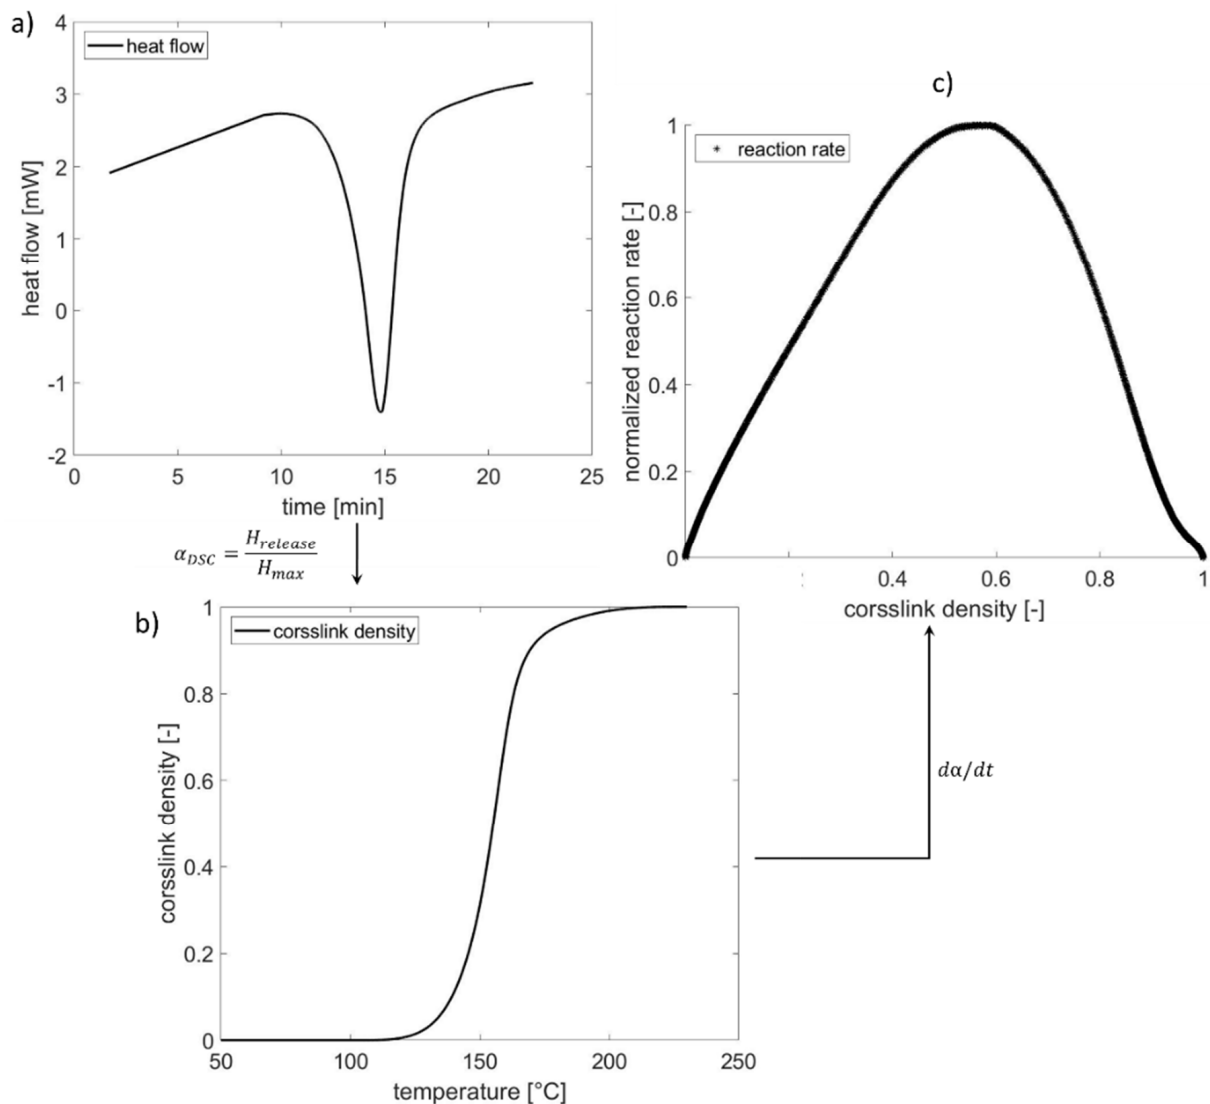 a)
4
3
2
1
0
-1
-2
heat flow
heat flow [mW]
0 5 10 15 20 25
time [min]
c)
1
0.8
0.6
0.4
0.2
0
reaction rate
normalized reaction rate [-]
0.4 0.6 0.8 1
corsslink density [-]
α_DSC = H_release / H_max
b)
1
0.8
0.6
0.4
0.2
0
corsslink density
corsslink density [-]
50 100 150 200 250
temperature [°C]
dα/dt